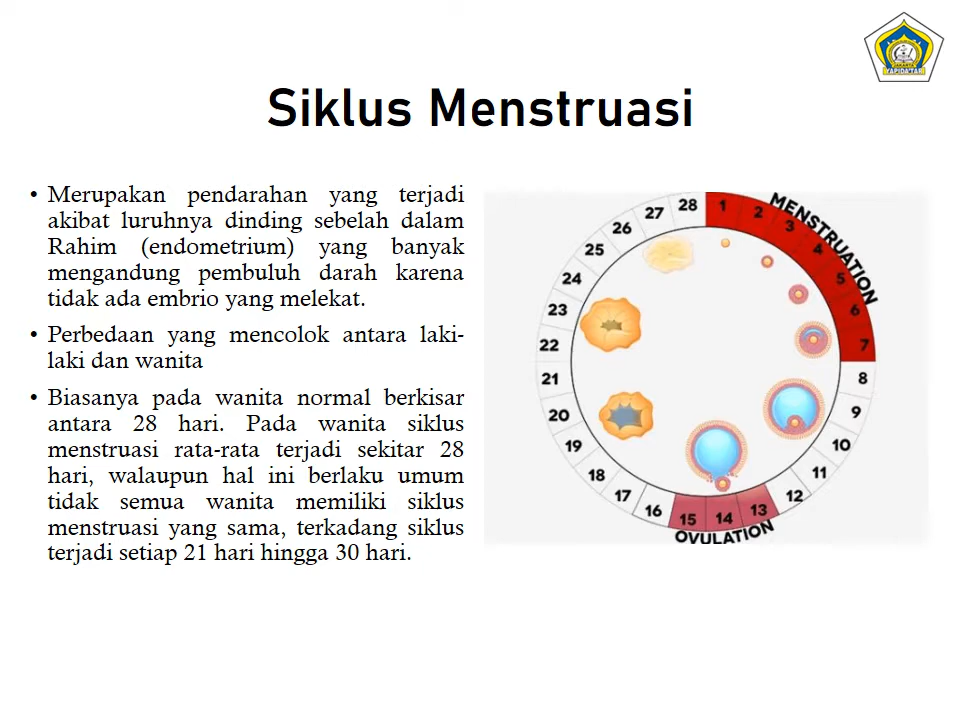 JAKARTA
YAPIDATAR
Siklus Menstruasi
• Merupakan pendarahan yang terjadi
akibat luruhnya dinding sebelah dalam
Rahim (endometrium) yang banyak
mengandung pembuluh darah karena
tidak ada embrio yang melekat.
• Perbedaan yang mencolok antara laki-
laki dan wanita
• Biasanya pada wanita normal berkisar
antara 28 hari. Pada wanita siklus
menstruasi rata-rata terjadi sekitar 28
hari, walaupun hal ini berlaku umum
tidak semua wanita memiliki siklus
menstruasi yang sama, terkadang siklus
terjadi setiap 21 hari hingga 30 hari.
MENSTRUATION
1
2
3
4
5
6
7
8
9
10
11
12
13
14
15
16
17
18
19
20
21
22
23
24
25
26
27
28
OVULATION